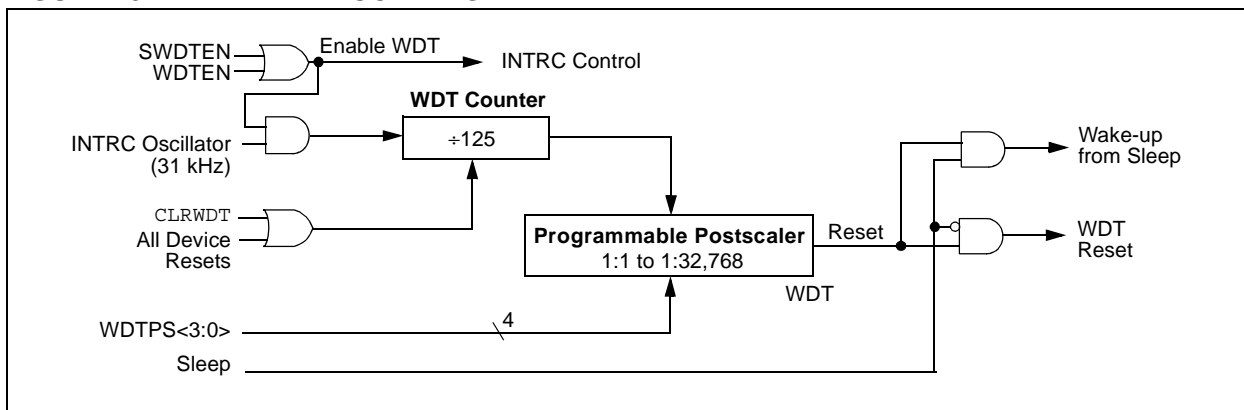 SWDTEN
WDTEN
Enable WDT
INTRC Control
WDT Counter
INTRC Oscillator
(31 kHz)
÷125
Wake-up
from Sleep
CLRWDT
All Device
Resets
Programmable Postscaler
1:1 to 1:32,768
Reset
WDT
Reset
WDT
4
WDTPS<3:0>
Sleep